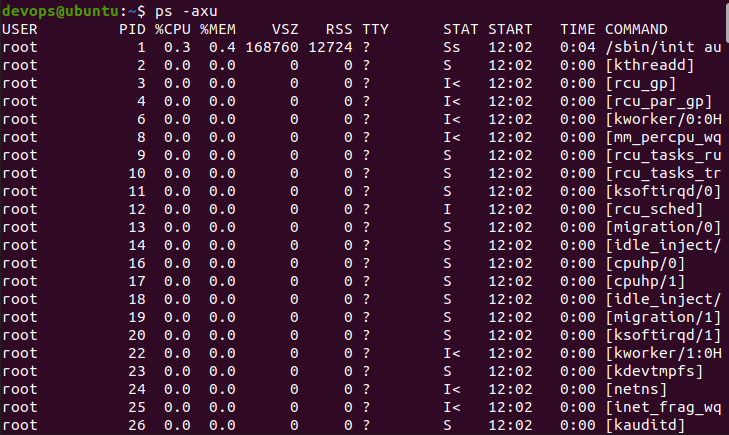 devops@ubuntu:~$ ps -axu
USER PID %CPU %MEM VSZ RSS TTY STAT START TIME COMMAND
root 1 0.3 0.4 168760 12724 ? Ss 12:02 0:04 /sbin/init au
root 2 0.0 0.0 0 0 ? S 12:02 0:00 [kthreadd]
root 3 0.0 0.0 0 0 ? I< 12:02 0:00 [rcu_gp]
root 4 0.0 0.0 0 0 ? I< 12:02 0:00 [rcu_par_gp]
root 6 0.0 0.0 0 0 ? I< 12:02 0:00 [kworker/0:0H
root 8 0.0 0.0 0 0 ? I< 12:02 0:00 [mm_percpu_wq
root 9 0.0 0.0 0 0 ? S 12:02 0:00 [rcu_tasks_ru
root 10 0.0 0.0 0 0 ? S 12:02 0:00 [rcu_tasks_tr
root 11 0.0 0.0 0 0 ? S 12:02 0:00 [ksoftirqd/0]
root 12 0.0 0.0 0 0 ? I 12:02 0:00 [rcu_sched]
root 13 0.0 0.0 0 0 ? S 12:02 0:00 [migration/0]
root 14 0.0 0.0 0 0 ? S 12:02 0:00 [idle_inject/
root 16 0.0 0.0 0 0 ? S 12:02 0:00 [cpuhp/0]
root 17 0.0 0.0 0 0 ? S 12:02 0:00 [cpuhp/1]
root 18 0.0 0.0 0 0 ? S 12:02 0:00 [idle_inject/
root 19 0.0 0.0 0 0 ? S 12:02 0:00 [migration/1]
root 20 0.0 0.0 0 0 ? S 12:02 0:00 [ksoftirqd/1]
root 22 0.0 0.0 0 0 ? I< 12:02 0:00 [kworker/1:0H
root 23 0.0 0.0 0 0 ? S 12:02 0:00 [kdevtmpfs]
root 24 0.0 0.0 0 0 ? I< 12:02 0:00 [netns]
root 25 0.0 0.0 0 0 ? I< 12:02 0:00 [inet_frag_wq
root 26 0.0 0.0 0 0 ? S 12:02 0:00 [kauditd]